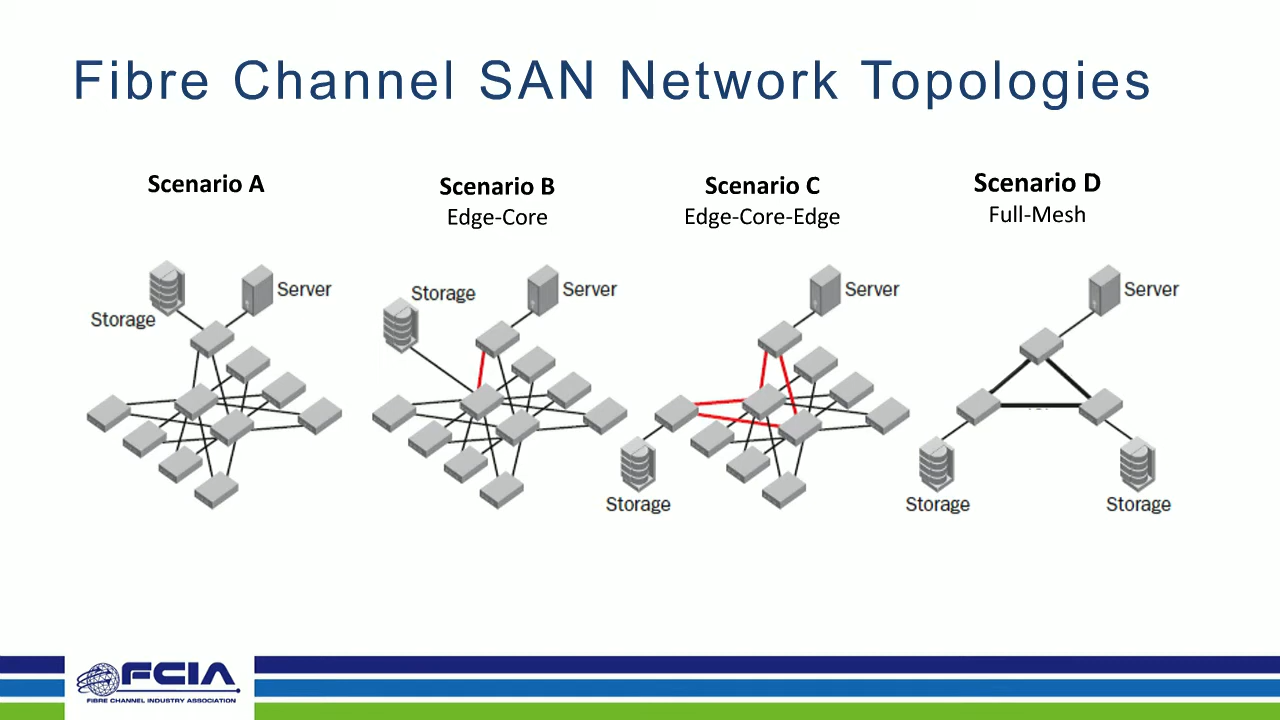 Fibre Channel SAN Network Topologies
Scenario A
Storage
Server
Scenario B
Edge-Core
Storage
Server
Scenario C
Edge-Core-Edge
Server
Storage
Scenario D
Full-Mesh
Server
Storage
Storage
FCIA
FIBRE CHANNEL INDUSTRY ASSOCIATION